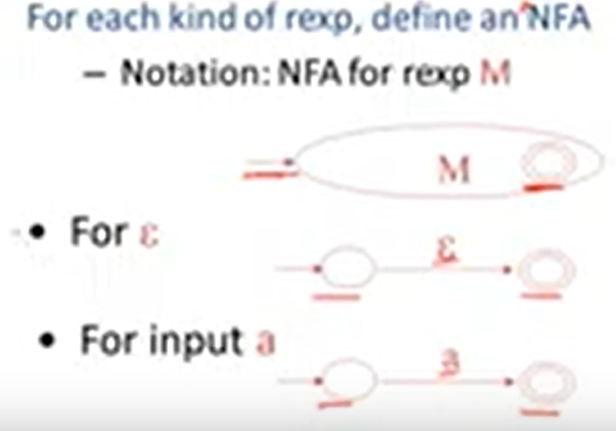 For each kind of rexp, define an NFA
– Notation: NFA for rexp M
M
• For ε
ε
• For input a
a